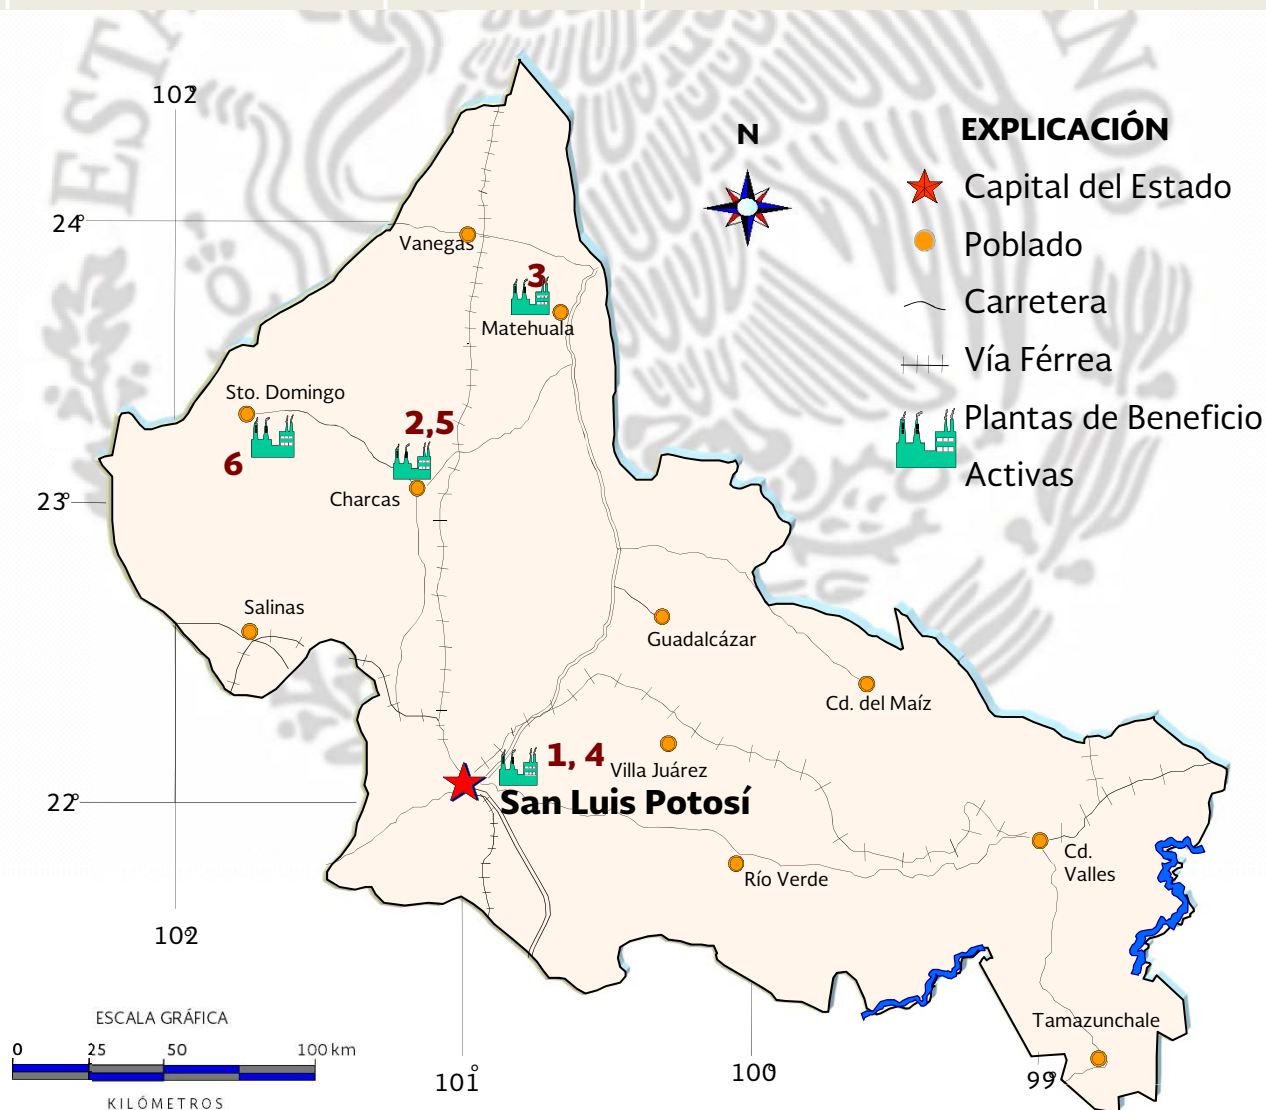 ESTA
ANOS
102°
N
EXPLICACIÓN
Capital del Estado
24°
Vanegas
Poblado
3
Carretera
Matehuala
Vía Férrea
Sto. Domingo
2,5
Plantas de Beneficio
Activas
6
Charcas
23°
Salinas
Guadalcázar
Cd. del Maíz
1, 4
Villa Juárez
San Luis Potosí
22°
Cd.
Valles
Río Verde
102°
ESCALA GRÁFICA
0 25 50 100 km
KILÓMETROS
Tamazunchale
101°
100°
99°